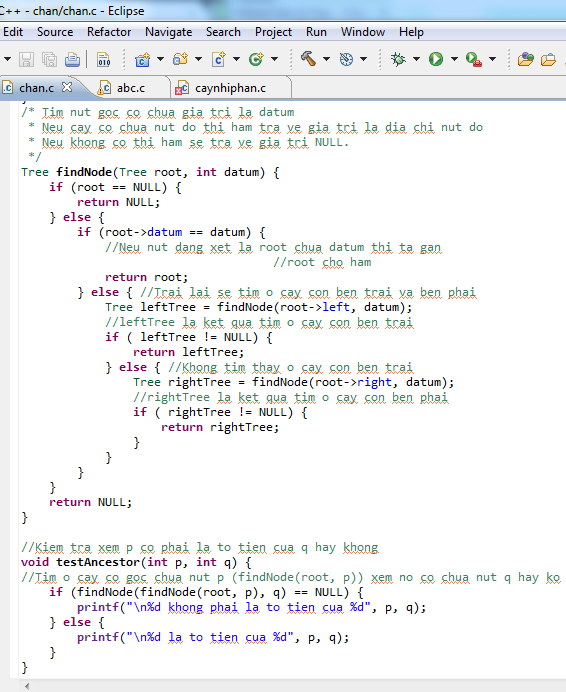 C++ - chan/chan.c - Eclipse
Edit Source Refactor Navigate Search Project Run Window Help
010
chan.c abc.c caynhiphan.c
/* Tim nut goc co chua gia tri la datum
 * Neu cay co chua nut do thi ham tra ve gia tri la dia chi nut do
 * Neu khong co thi ham se tra ve gia tri NULL.
 */
Tree findNode(Tree root, int datum) {
    if (root == NULL) {
        return NULL;
    } else {
        if (root->datum == datum) {
            //Neu nut dang xet la root chua datum thi ta gan
                                    //root cho ham
            return root;
        } else { //Trai lai se tim o cay con ben trai va ben phai
            Tree leftTree = findNode(root->left, datum);
            //leftTree la ket qua tim o cay con ben trai
            if ( leftTree != NULL) {
                return leftTree;
            } else { //Khong tim thay o cay con ben trai
                Tree rightTree = findNode(root->right, datum);
                //rightTree la ket qua tim o cay con ben phai
                if ( rightTree != NULL) {
                    return rightTree;
                }
            }
        }
    }
    return NULL;
}
//Kiem tra xem p co phai la to tien cua q hay khong
void testAncestor(int p, int q) {
//Tim o cay co goc chua nut p (findNode(root, p)) xem no co chua nut q hay ko
    if (findNode(findNode(root, p), q) == NULL) {
        printf("\n%d khong phai la to tien cua %d", p, q);
    } else {
        printf("\n%d la to tien cua %d", p, q);
    }
}